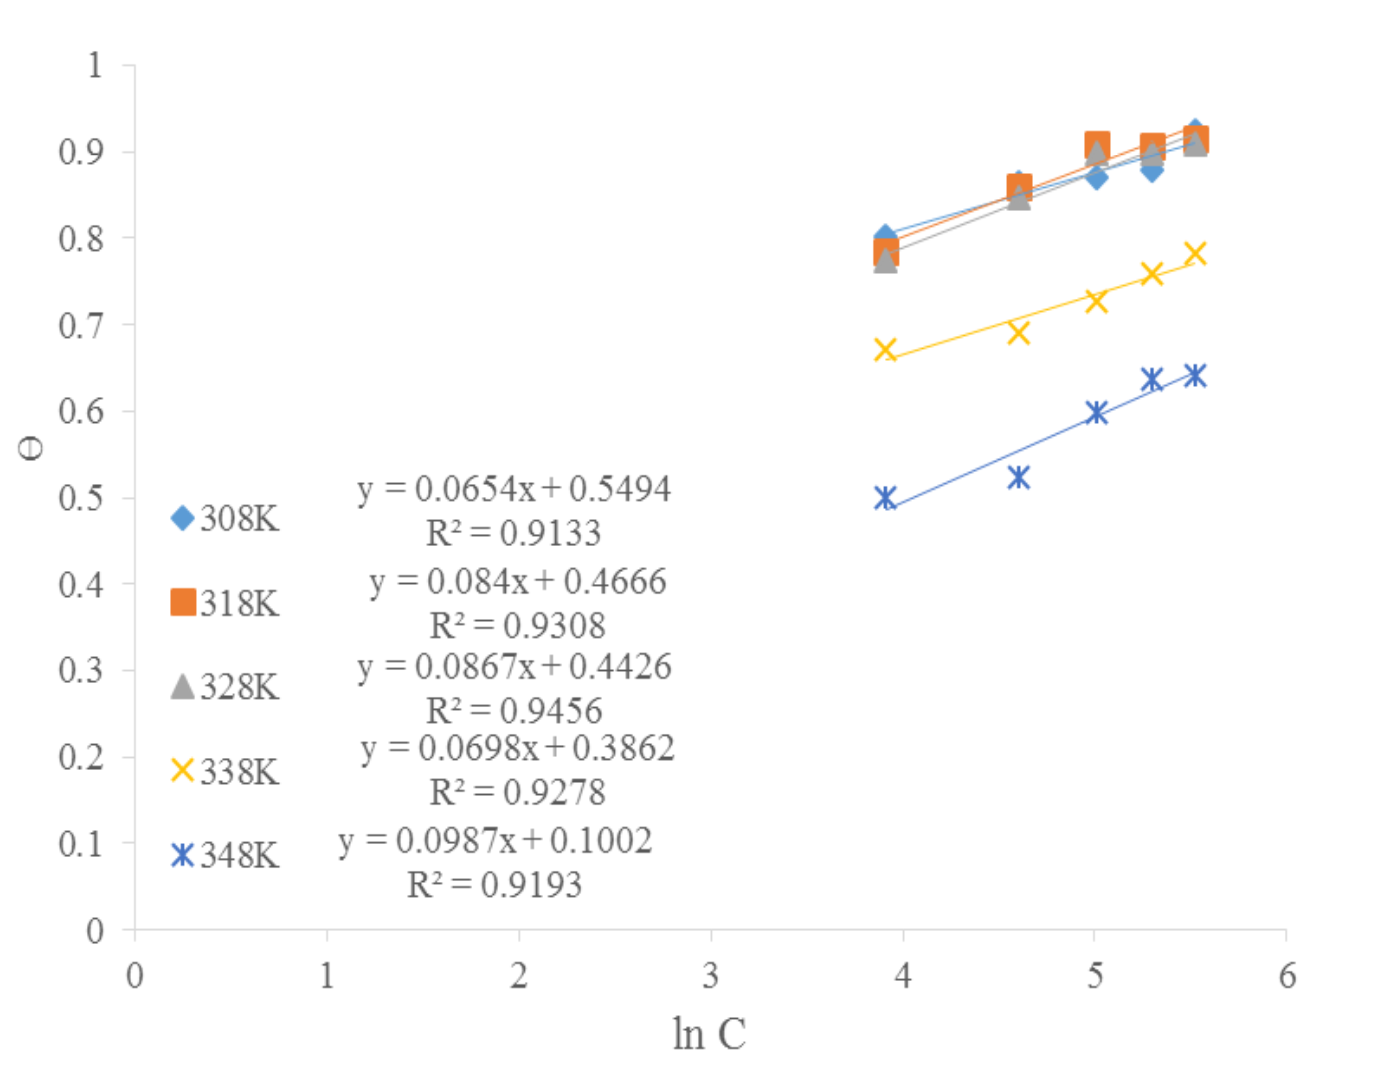 1
0.9
0.8
0.7
0.6
0.5
0.4
0.3
0.2
0.1
0
Θ
308K
318K
328K
338K
348K
y = 0.0654x + 0.5494
R² = 0.9133
y = 0.084x + 0.4666
R² = 0.9308
y = 0.0867x + 0.4426
R² = 0.9456
y = 0.0698x + 0.3862
R² = 0.9278
y = 0.0987x + 0.1002
R² = 0.9193
0 1 2 3 4 5 6
ln C